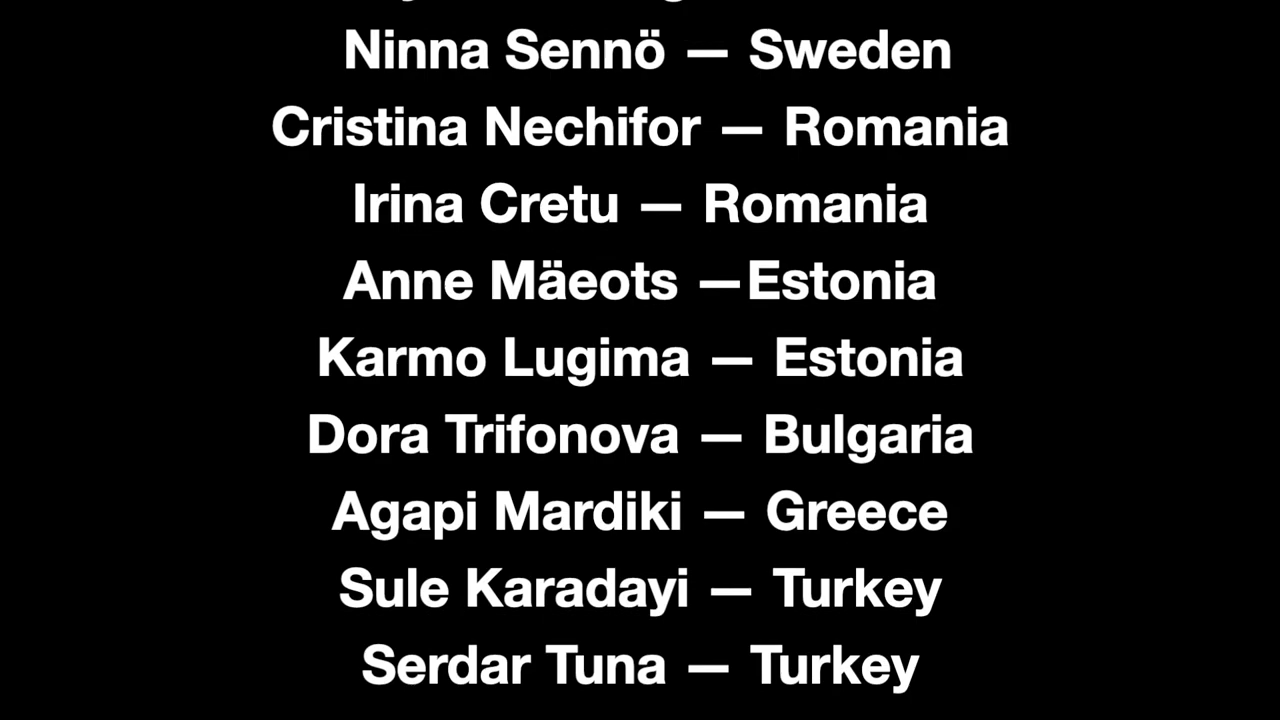 Ninna Sennö — Sweden
Cristina Nechifor — Romania
Irina Cretu — Romania
Anne Mäeots —Estonia
Karmo Lugima — Estonia
Dora Trifonova — Bulgaria
Agapi Mardiki — Greece
Sule Karadayi — Turkey
Serdar Tuna — Turkey